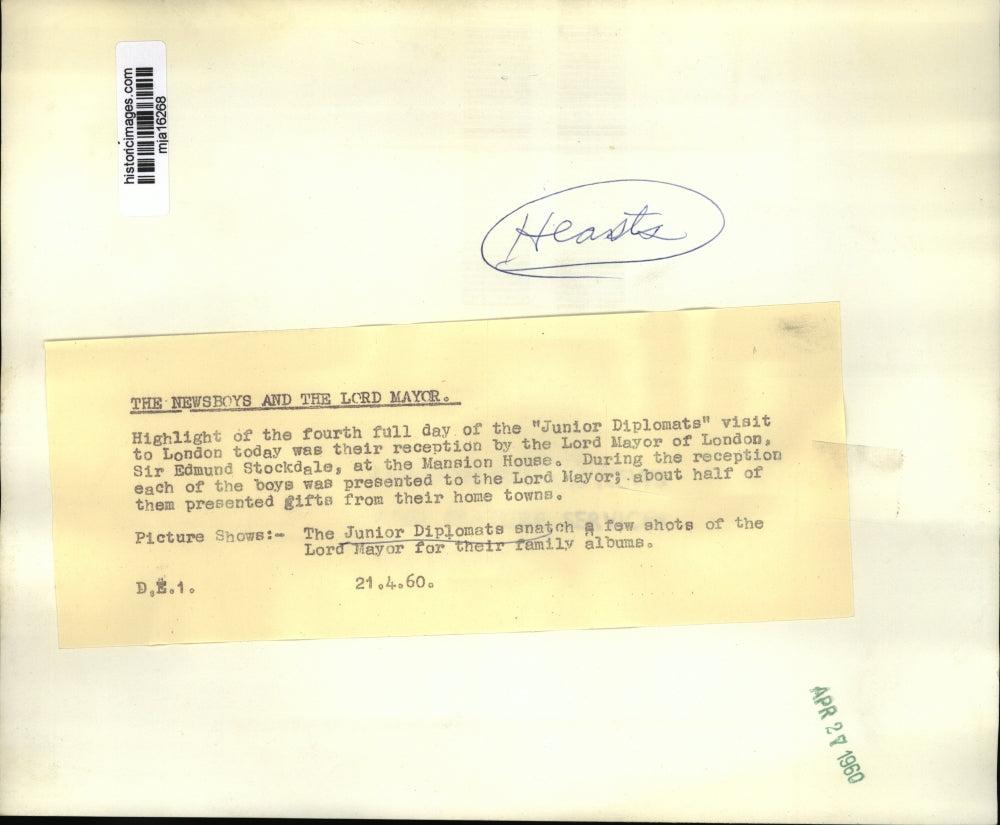 historicimages.com
mja16268
Hearsts
THE NEWSBOYS AND THE LORD MAYOR.
Highlight of the fourth full day of the "Junior Diplomats" visit
to London today was their reception by the Lord Mayor of London,
Sir Edmund Stockdale, at the Mansion House. During the reception
each of the boys was presented to the Lord Mayor; about half of
them presented gifts from their home towns.
Picture Shows:- The Junior Diplomats snatch a few shots of the
Lord Mayor for their family albums.
D.E.1. 21.4.60.
APR 27 1960